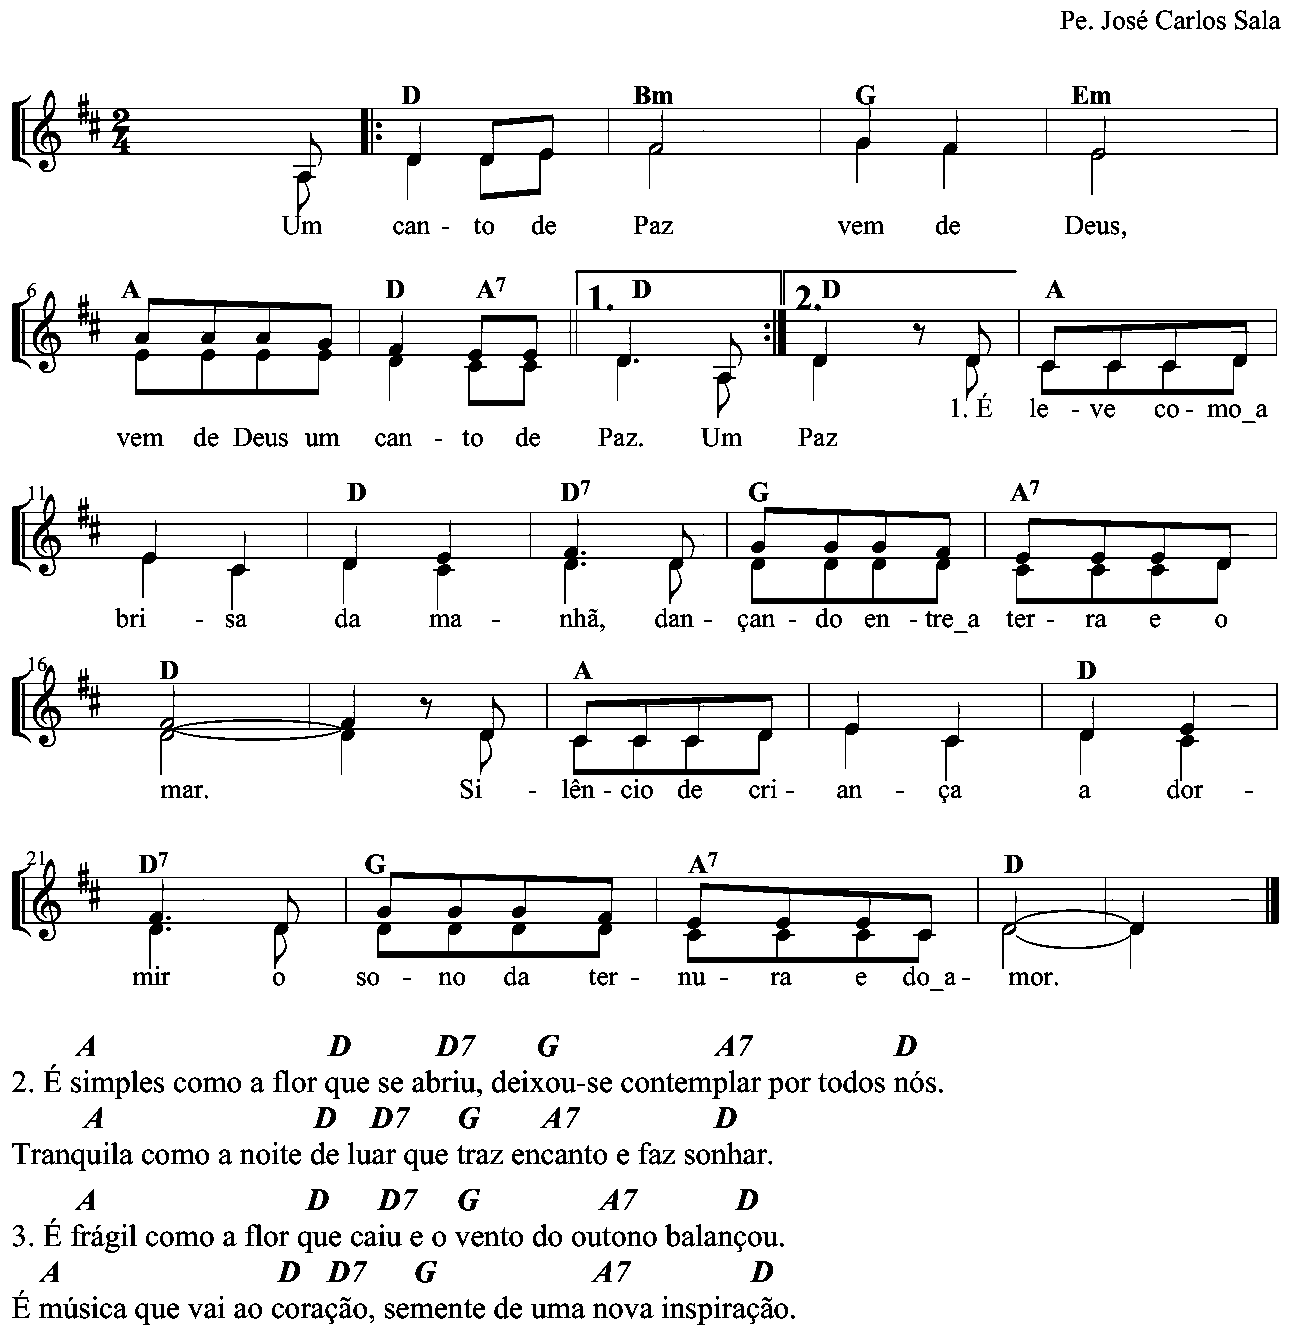 Pe. José Carlos Sala
D Bm G Em
2/4
Um can - to de Paz vem de Deus,
6 A D A7 1. D 2. D A
1. É le - ve co - mo_a
vem de Deus um can - to de Paz. Um Paz
11 D D7 G A7
bri - sa da ma - nhã, dan - çan - do en - tre_a ter - ra e o
16 D A D
mar. Si - lên - cio de cri - an - ça a dor -
21 D7 G A7 D
mir o so - no da ter - nu - ra e do_a - mor.
A D D7 G A7 D
2. É simples como a flor que se abriu, deixou-se contemplar por todos nós.
A D D7 G A7 D
Tranquila como a noite de luar que traz encanto e faz sonhar.
A D D7 G A7 D
3. É frágil como a flor que caiu e o vento do outono balançou.
A D D7 G A7 D
É música que vai ao coração, semente de uma nova inspiração.